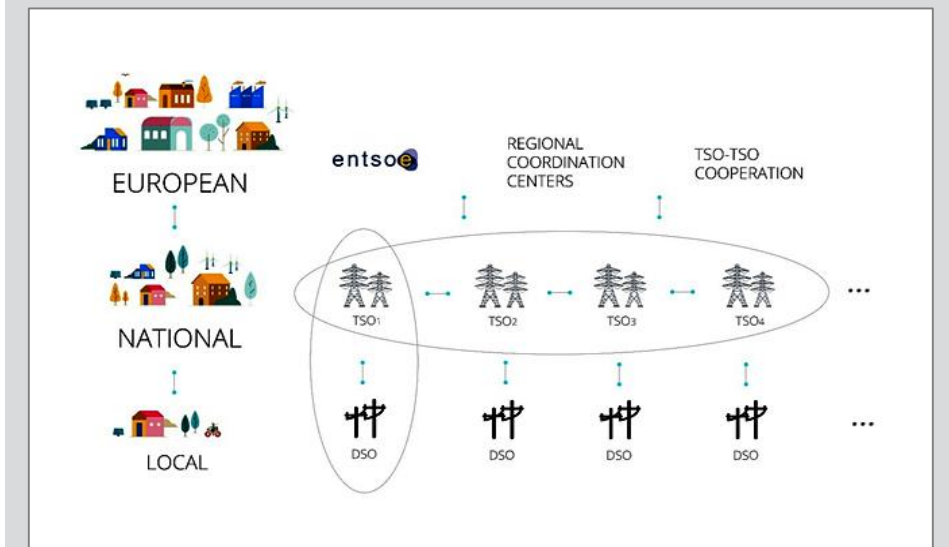 EUROPEAN
entsoe
REGIONAL
COORDINATION
CENTERS
TSO-TSO
COOPERATION
NATIONAL
TSO1
TSO2
TSO3
TSO4
...
LOCAL
DSO
DSO
DSO
DSO
...